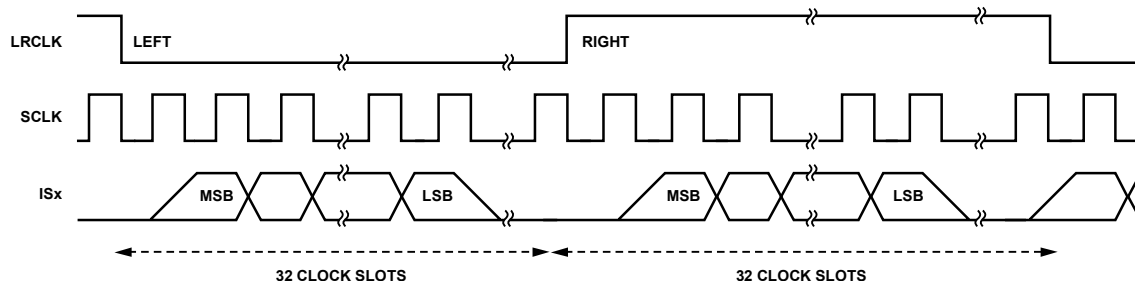 LRCLK
LEFT
RIGHT
SCLK
ISx
MSB
LSB
MSB
LSB
32 CLOCK SLOTS
32 CLOCK SLOTS